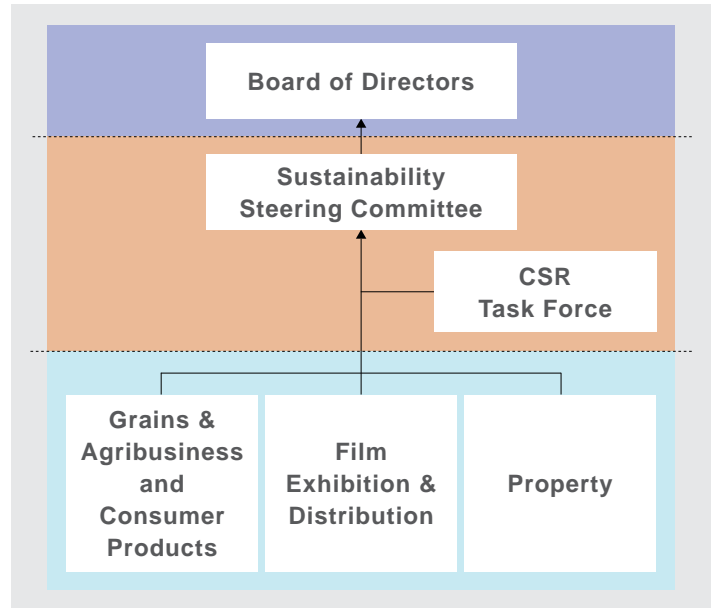 Board of Directors
Sustainability
Steering Committee
CSR
Task Force
Grains &
Agribusiness
and
Consumer
Products
Film
Exhibition &
Distribution
Property